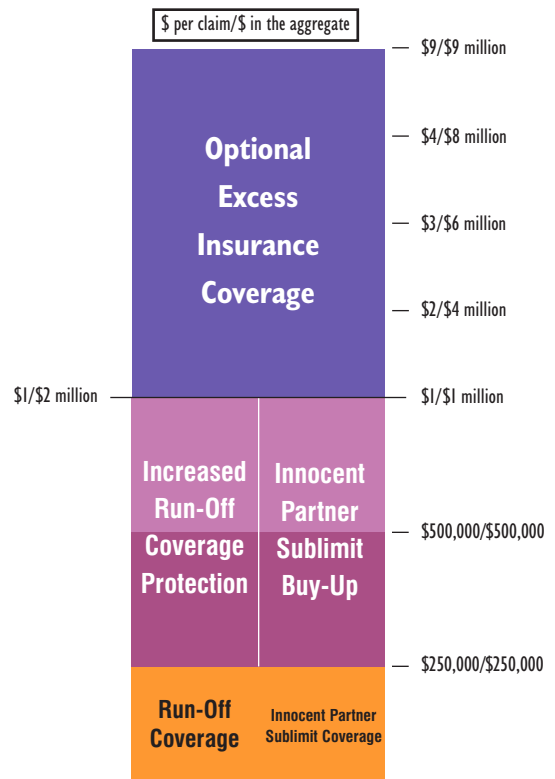 $ per claim/$ in the aggregate
$9/$9 million
$4/$8 million
$3/$6 million
$2/$4 million
Optional
Excess
Insurance
Coverage
$1/$2 million
$1/$1 million
Increased
Run-Off
Coverage
Protection
Innocent
Partner
Sublimit
Buy-Up
$500,000/$500,000
$250,000/$250,000
Run-Off
Coverage
Innocent Partner
Sublimit Coverage